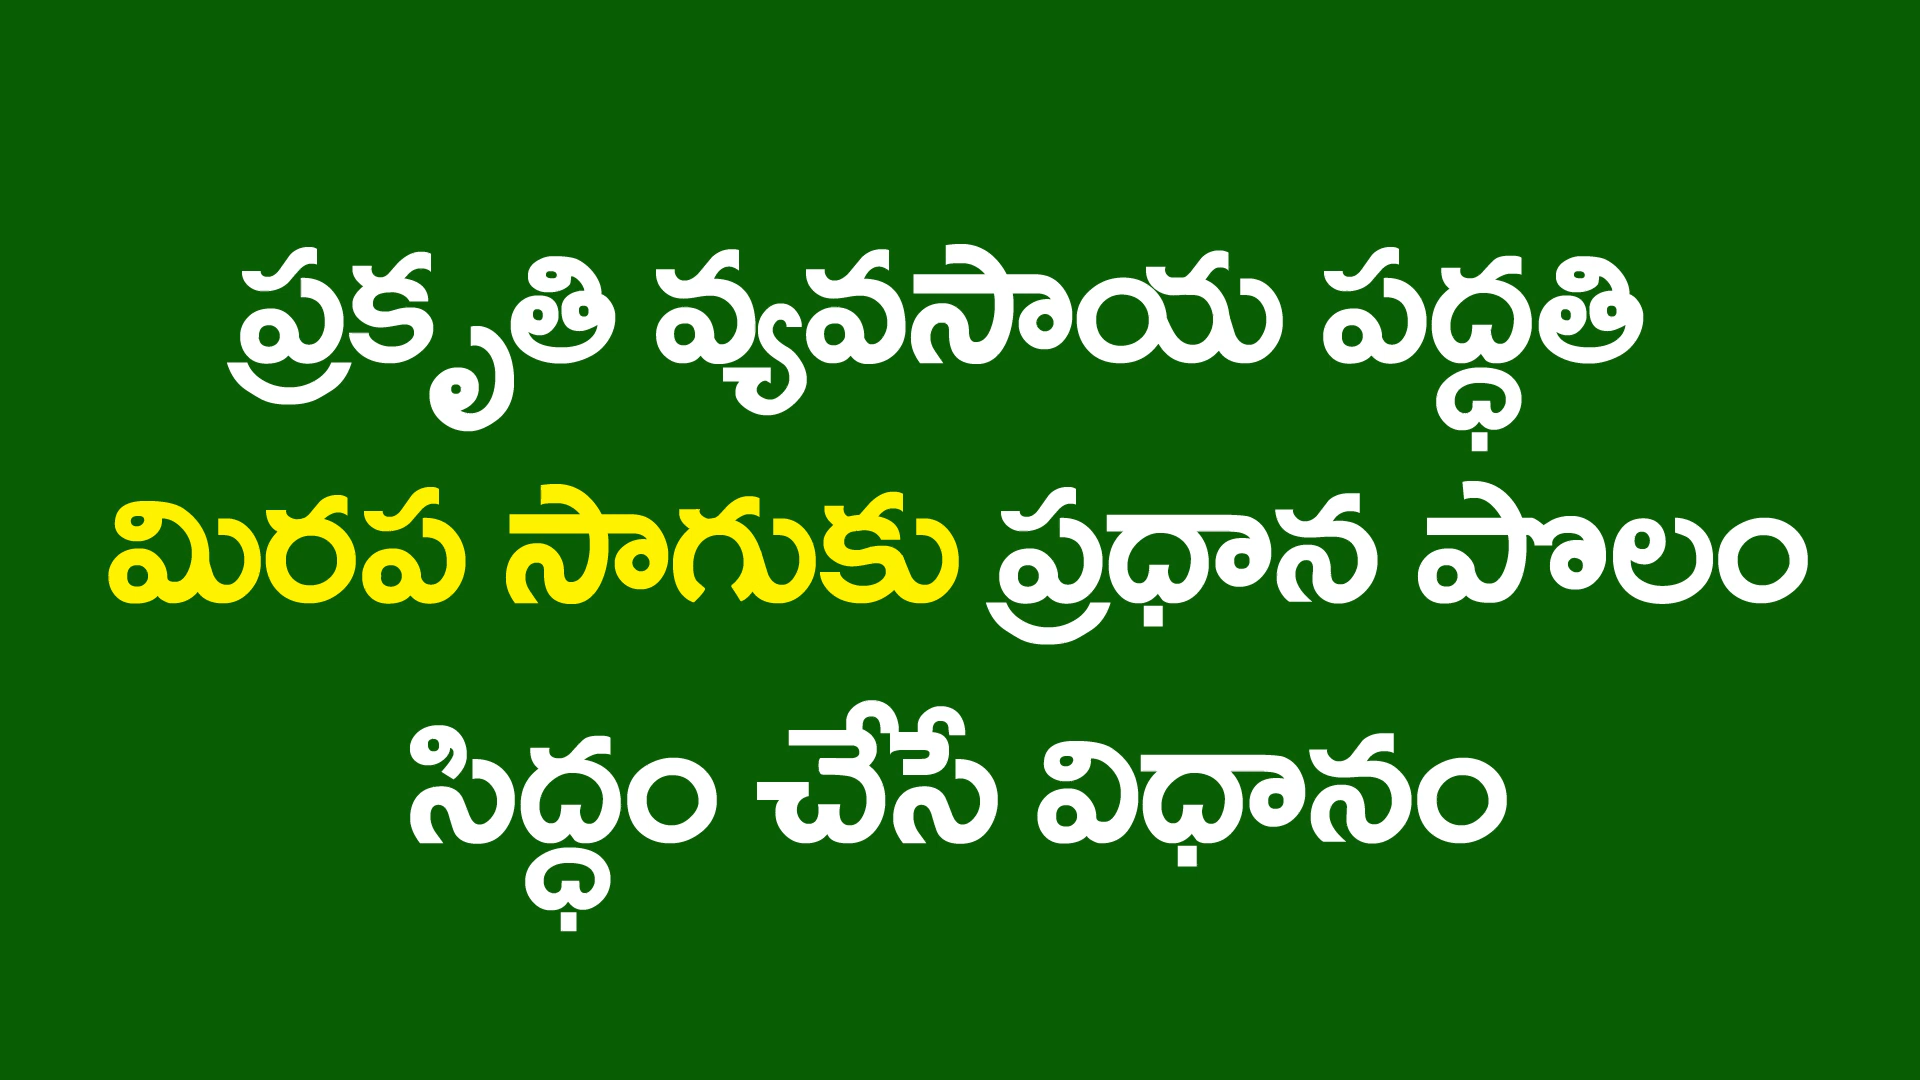 ప్రకృతి వ్యవసాయ పద్ధతి
మిరప సాగుకు ప్రధాన పొలం
సిద్ధం చేసే విధానం